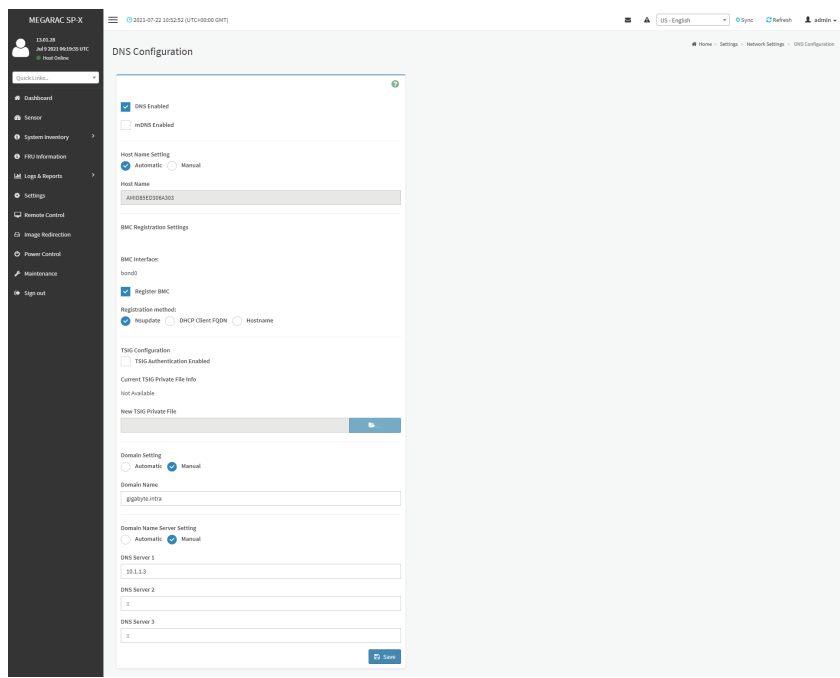 MEGARAC SP-X
2021-07-22 10:52:52 (UTC+00:00 GMT)
US - English
Sync
Refresh
admin
13.01.28
Jul 9 2021 06:19:35 UTC
Host Online
Quick Links..
Dashboard
Sensor
System Inventory
FRU Information
Logs & Reports
Settings
Remote Control
Image Redirection
Power Control
Maintenance
Sign out
DNS Configuration
Home > Settings > Network Settings > DNS Configuration
DNS Enabled
mDNS Enabled
Host Name Setting
Automatic Manual
Host Name
AMID85ED306A303
BMC Registration Settings
BMC Interface:
bond0
Register BMC
Registration method:
Nsupdate DHCP Client FQDN Hostname
TSIG Configuration
TSIG Authentication Enabled
Current TSIG Private File Info
Not Available
New TSIG Private File
Domain Setting
Automatic Manual
Domain Name
gigabyte.intra
Domain Name Server Setting
Automatic Manual
DNS Server 1
10.1.1.3
DNS Server 2
::
DNS Server 3
::
Save